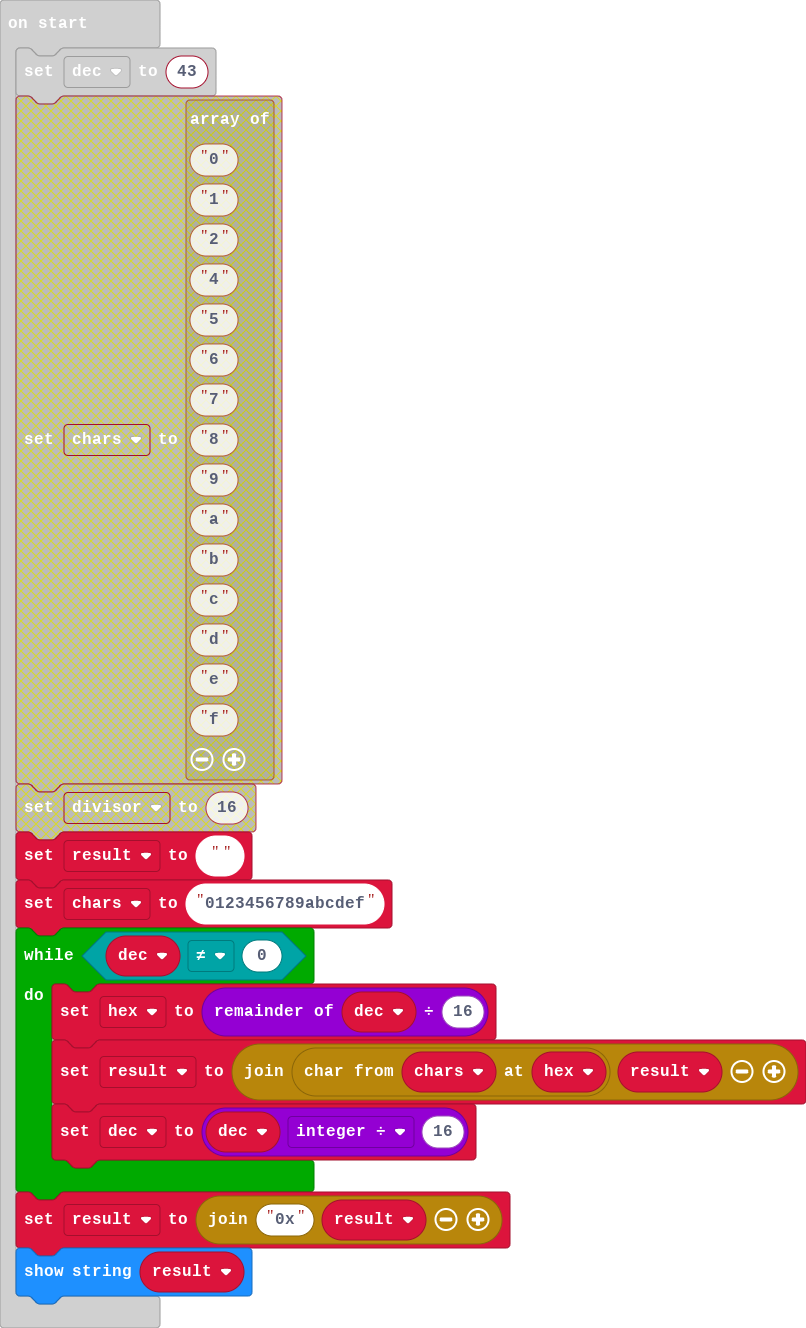 on start
set dec to 43
array of
"0"
"1"
"2"
"4"
"5"
"6"
"7"
"8"
set chars to
"9"
"a"
"b"
"c"
"d"
"e"
"f"
set divisor to 16
set result to ""
set chars to "0123456789abcdef"
while dec ≠ 0
do
set hex to remainder of dec ÷ 16
set result to join char from chars at hex result
set dec to dec integer ÷ 16
set result to join "0x" result
show string result